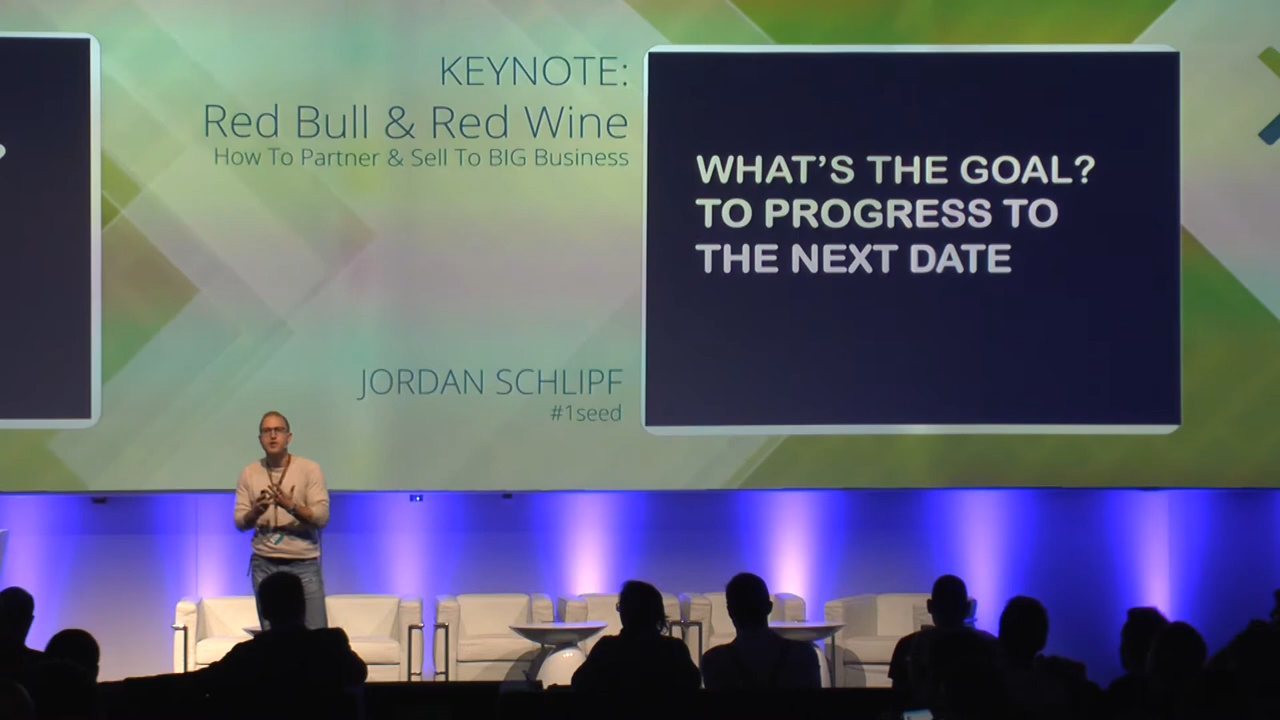 KEYNOTE:
Red Bull & Red Wine
How To Partner & Sell To BIG Business
JORDAN SCHLIPF
#1seed
WHAT'S THE GOAL?
TO PROGRESS TO
THE NEXT DATE